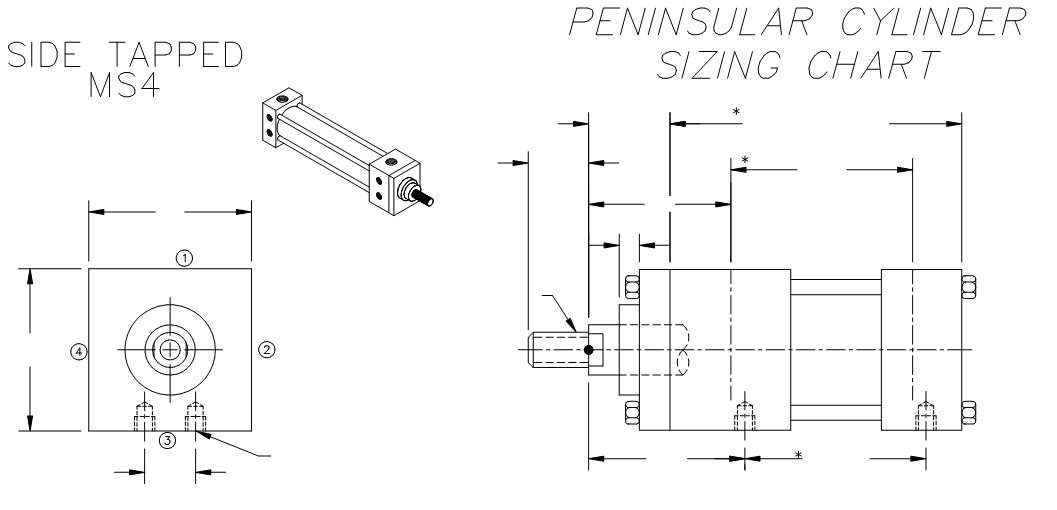 PENINSULAR CYLINDER
SIZING CHART
SIDE TAPPED
MS4
*
*
1
4
2
3
*